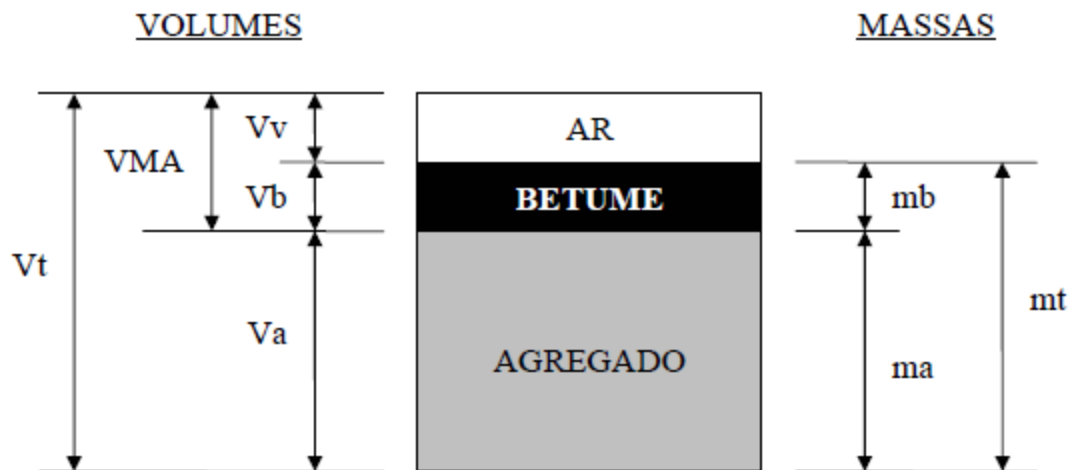 VOLUMES
MASSAS
Vv
AR
VMA
Vb
BETUME
mb
Vt
mt
Va
AGREGADO
ma